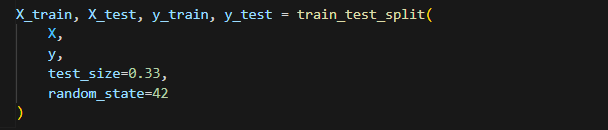 X_train, X_test, y_train, y_test = train_test_split(
    X,
    y,
    test_size=0.33,
    random_state=42
)